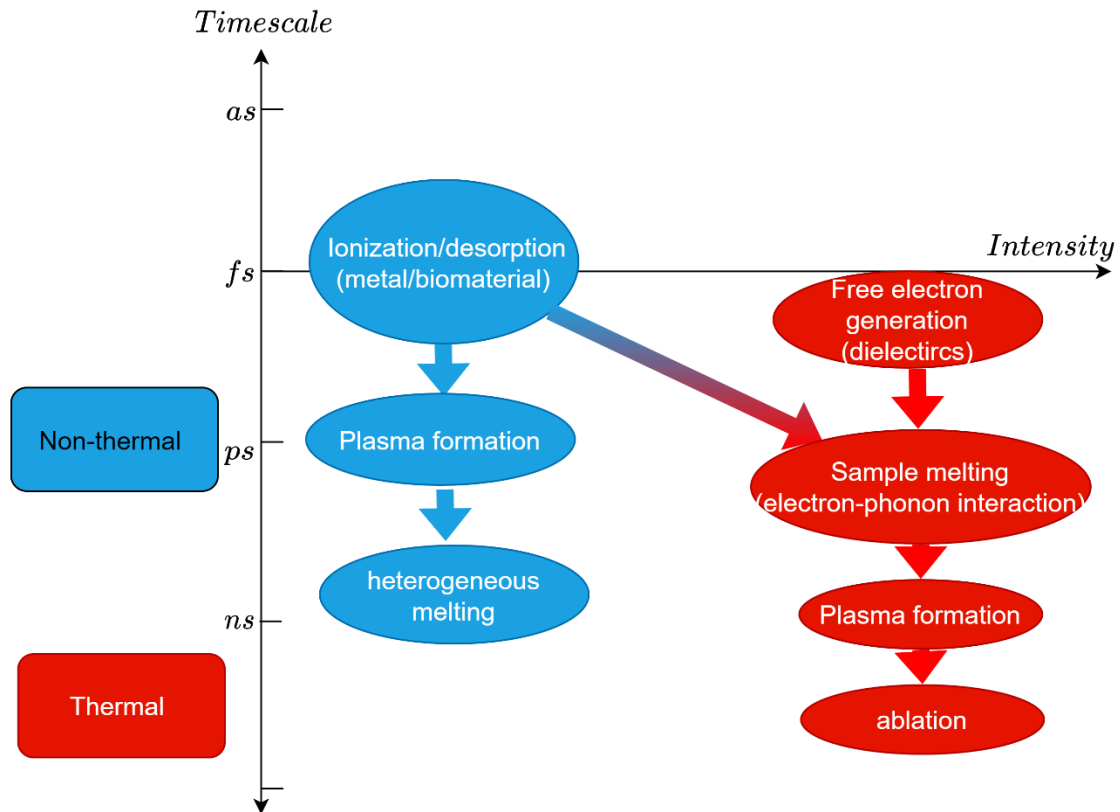 Timescale
as
Ionization/desorption
(metal/biomaterial)
Intensity
fs
Free electron
generation
(dielectircs)
Non-thermal
Plasma formation
ps
Sample melting
(electron-phonon interaction)
heterogeneous
melting
ns
Plasma formation
Thermal
ablation